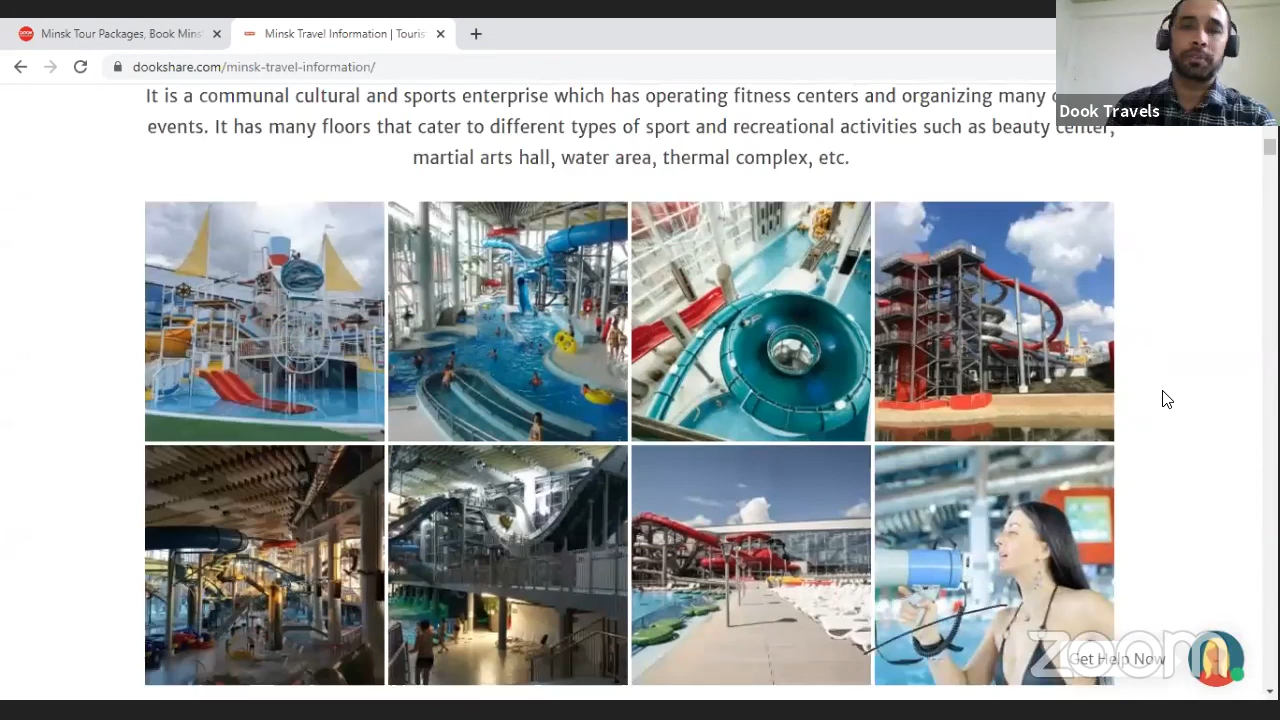 Minsk Tour Packages, Book Mins
Minsk Travel Information | Touris
dookshare.com/minsk-travel-information/
Dook Travels
It is a communal cultural and sports enterprise which has operating fitness centers and organizing many
events. It has many floors that cater to different types of sport and recreational activities such as beauty center,
martial arts hall, water area, thermal complex, etc.
zoom
Get Help Now